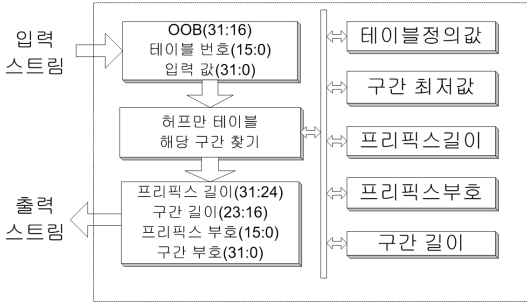 입력
스트림
OOB(31:16)
테이블 번호(15:0)
입력 값(31:0)
허프만 테이블
해당 구간 찾기
프리픽스 길이(31:24)
구간 길이(23:16)
프리픽스 부호(15:0)
구간 부호(31:0)
출력
스트림
테이블정의값
구간 최저값
프리픽스길이
프리픽스부호
구간 길이